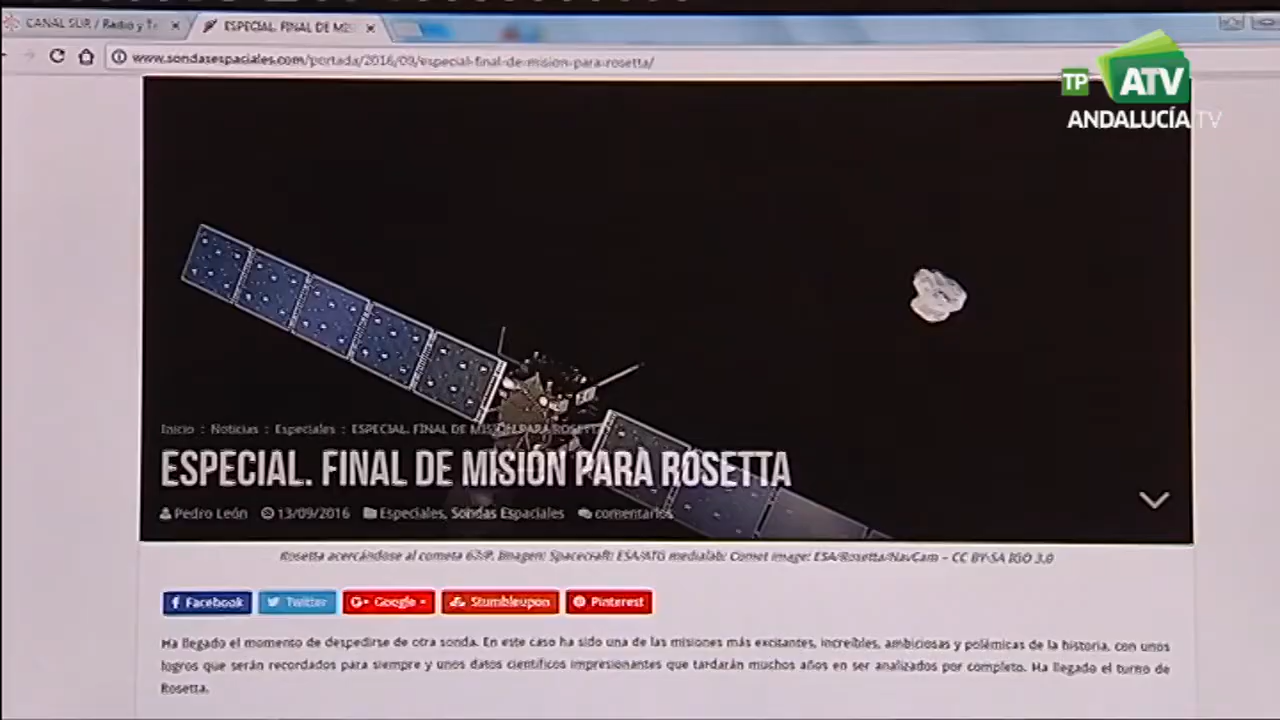 CANAL SUR / Radio y Te
ESPECIAL. FINAL DE MIS
www.sondasespaciales.com/portada/2016/09/especial-final-de-mision-para-rosetta/
TP ATV
ANDALUCÍA TV
Inicio : Noticias : Especiales : ESPECIAL. FINAL DE MISIÓN PARA ROSETTA
ESPECIAL. FINAL DE MISIÓN PARA ROSETTA
Pedro León 13/09/2016 Especiales, Sondas Espaciales comentarios
Rosetta acercándose al cometa 67/P. Imagen: Spacecraft: ESA/ATG medialab; Comet image: ESA/Rosetta/NavCam – CC BY-SA IGO 3.0
Facebook Twitter Google + Stumbleupon Pinterest
Ha llegado el momento de despedirse de otra sonda. En este caso ha sido una de las misiones más excitantes, increíbles, ambiciosas y polémicas de la historia, con unos
logros que serán recordados para siempre y unos datos científicos impresionantes que tardarán muchos años en ser analizados por completo. Ha llegado el turno de
Rosetta.